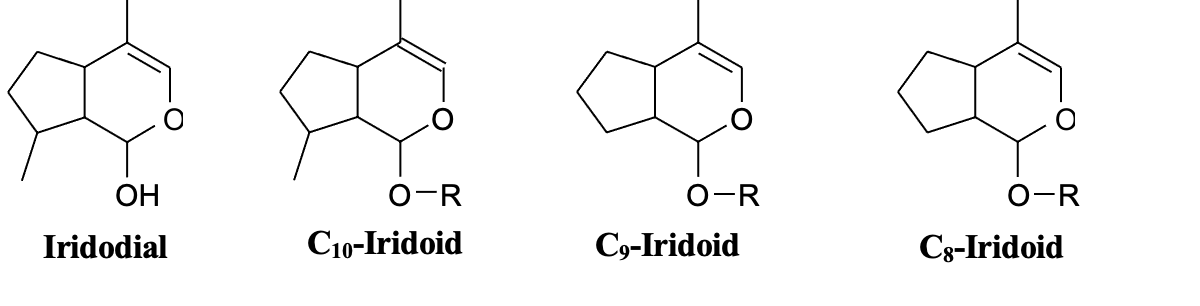 O O O O
OH O–R O–R O–R
Iridodial C₁₀-Iridoid C₉-Iridoid C₈-Iridoid